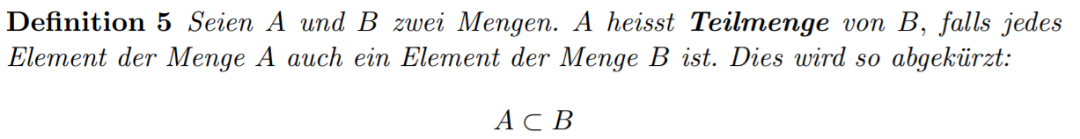 Definition 5 Seien A und B zwei Mengen. A heisst Teilmenge von B, falls jedes
Element der Menge A auch ein Element der Menge B ist. Dies wird so abgekürzt:
A ⊂ B